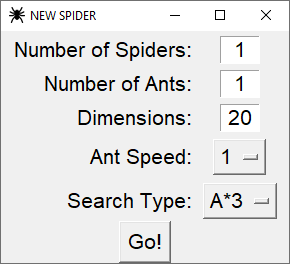 NEW SPIDER
Number of Spiders: 1
Number of Ants: 1
Dimensions: 20
Ant Speed: 1
Search Type: A*3
Go!